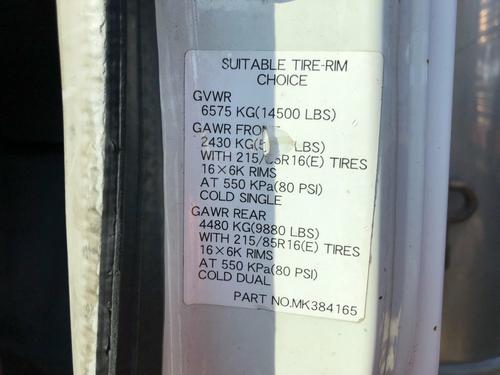 SUITABLE TIRE-RIM
CHOICE
GVWR
6575 KG(14500 LBS)
GAWR FRONT
2430 KG( LBS)
WITH 215/85R16(E) TIRES
16×6K RIMS
AT 550 KPa(80 PSI)
COLD SINGLE
GAWR REAR
4480 KG(9880 LBS)
WITH 215/85R16(E) TIRES
16×6K RIMS
AT 550 KPa(80 PSI)
COLD DUAL
PART NO.MK384165